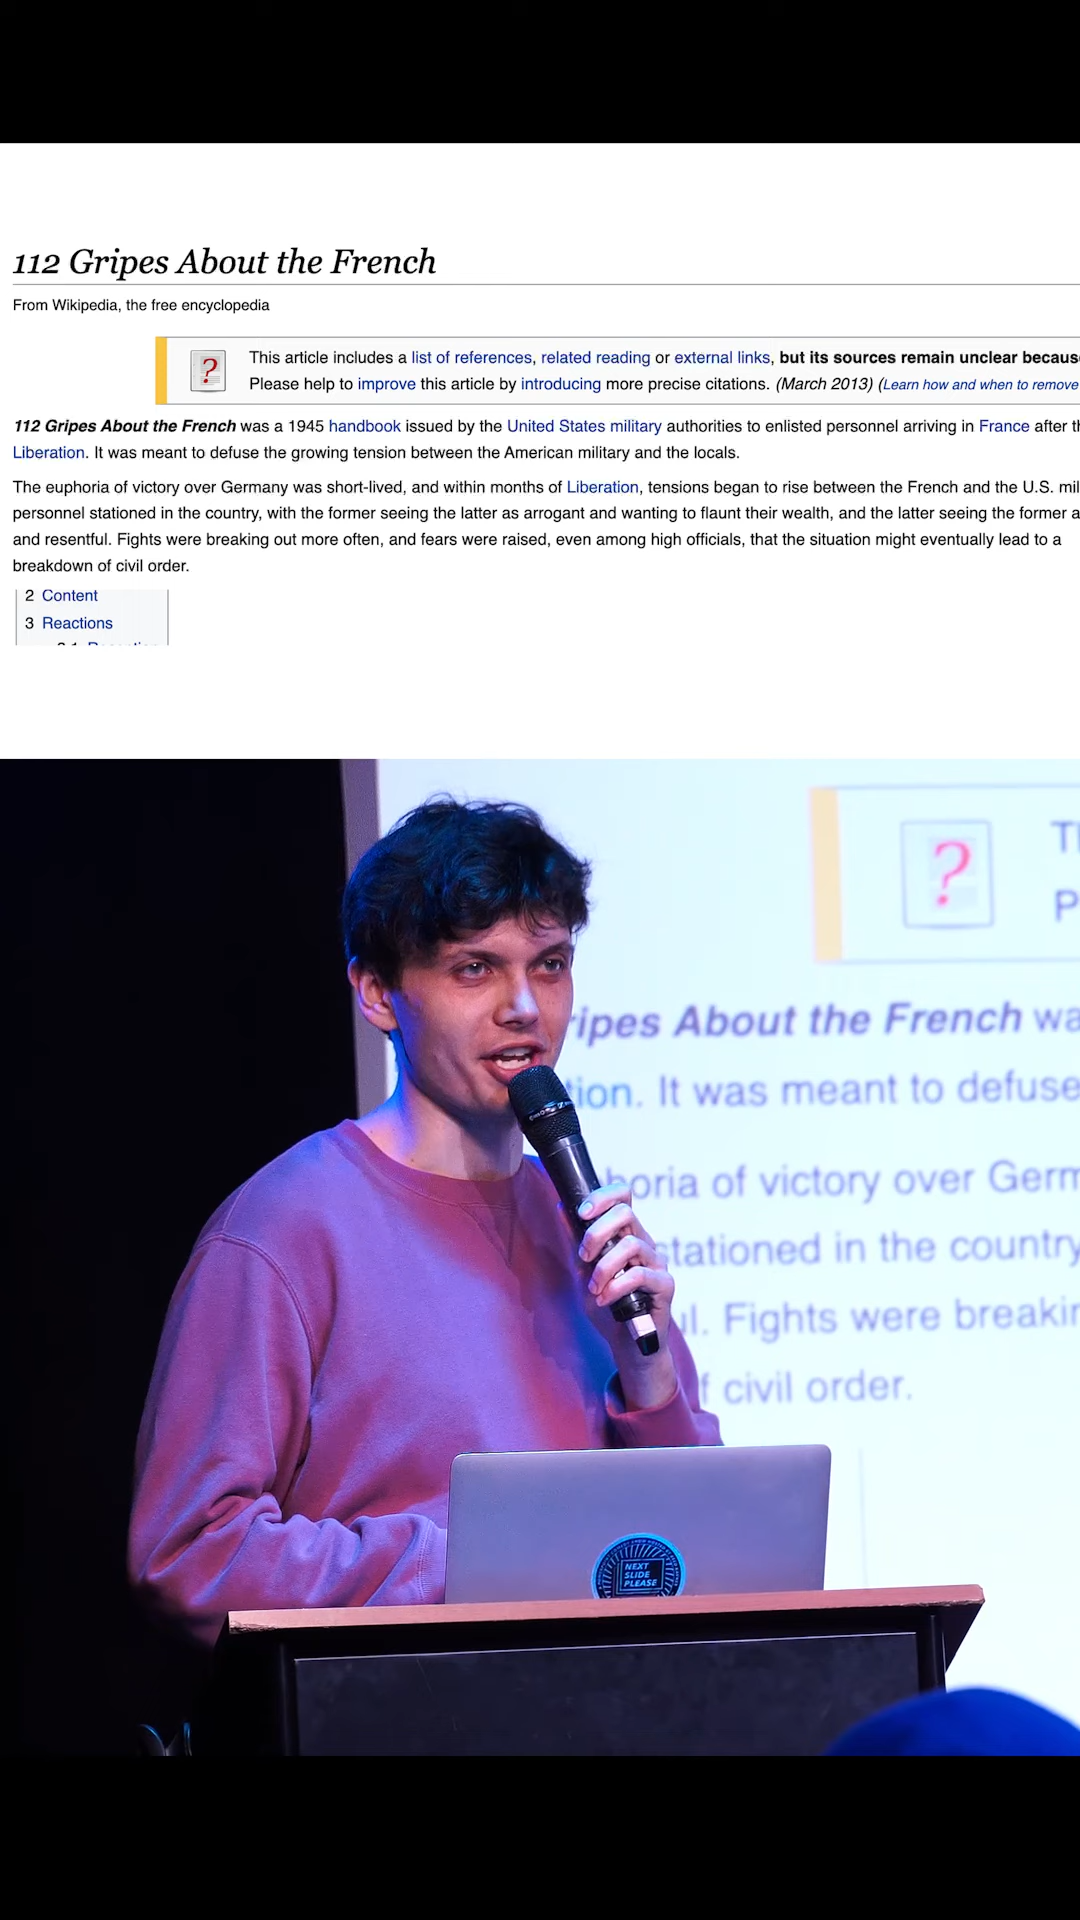 112 Gripes About the French
From Wikipedia, the free encyclopedia
?
This article includes a list of references, related reading or external links, but its sources remain unclear becaus
Please help to improve this article by introducing more precise citations. (March 2013) (Learn how and when to remove
112 Gripes About the French was a 1945 handbook issued by the United States military authorities to enlisted personnel arriving in France after th
Liberation. It was meant to defuse the growing tension between the American military and the locals.
The euphoria of victory over Germany was short-lived, and within months of Liberation, tensions began to rise between the French and the U.S. mil
personnel stationed in the country, with the former seeing the latter as arrogant and wanting to flaunt their wealth, and the latter seeing the former a
and resentful. Fights were breaking out more often, and fears were raised, even among high officials, that the situation might eventually lead to a
breakdown of civil order.
2 Content
3 Reactions
?
ripes About the French wa
tion. It was meant to defuse
horia of victory over Germ
stationed in the country
ul. Fights were breakin
f civil order.
NEXT
SLIDE
PLEASE